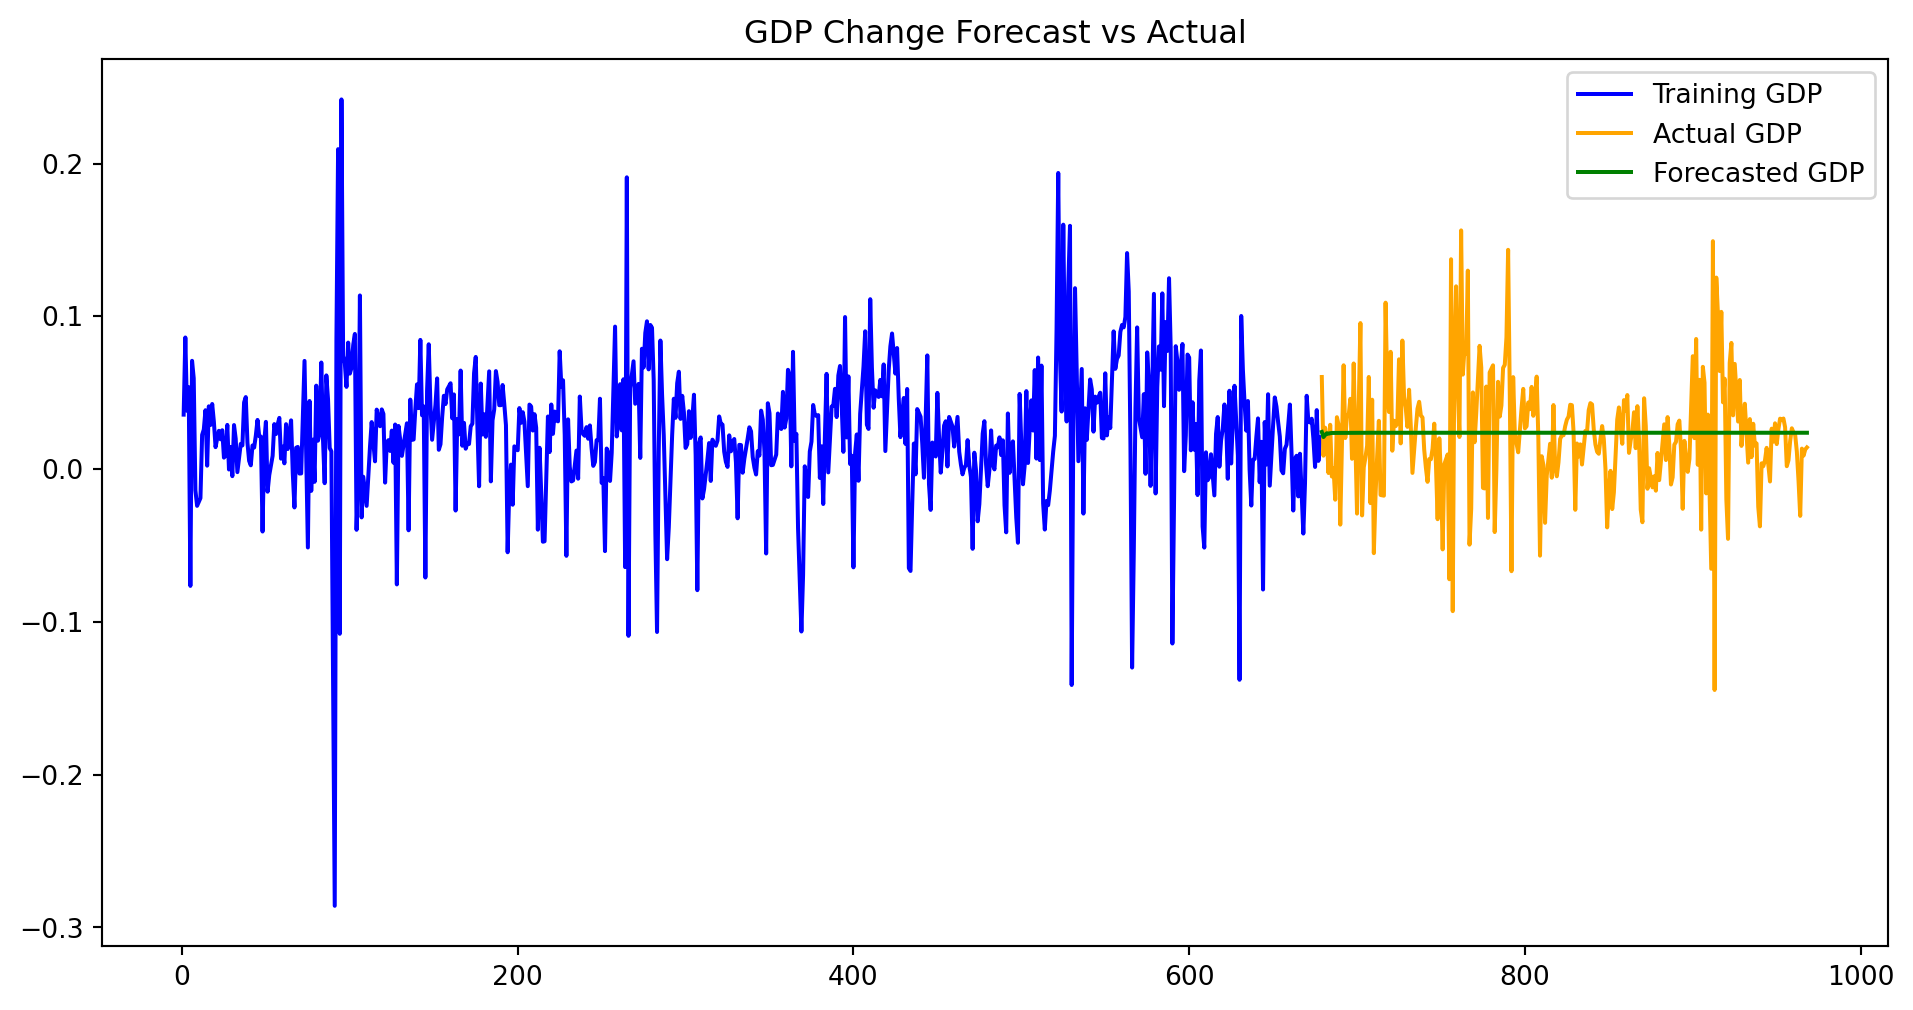 GDP Change Forecast vs Actual
Training GDP
Actual GDP
Forecasted GDP
0.2
0.1
0.0
−0.1
−0.2
−0.3
0 200 400 600 800 1000